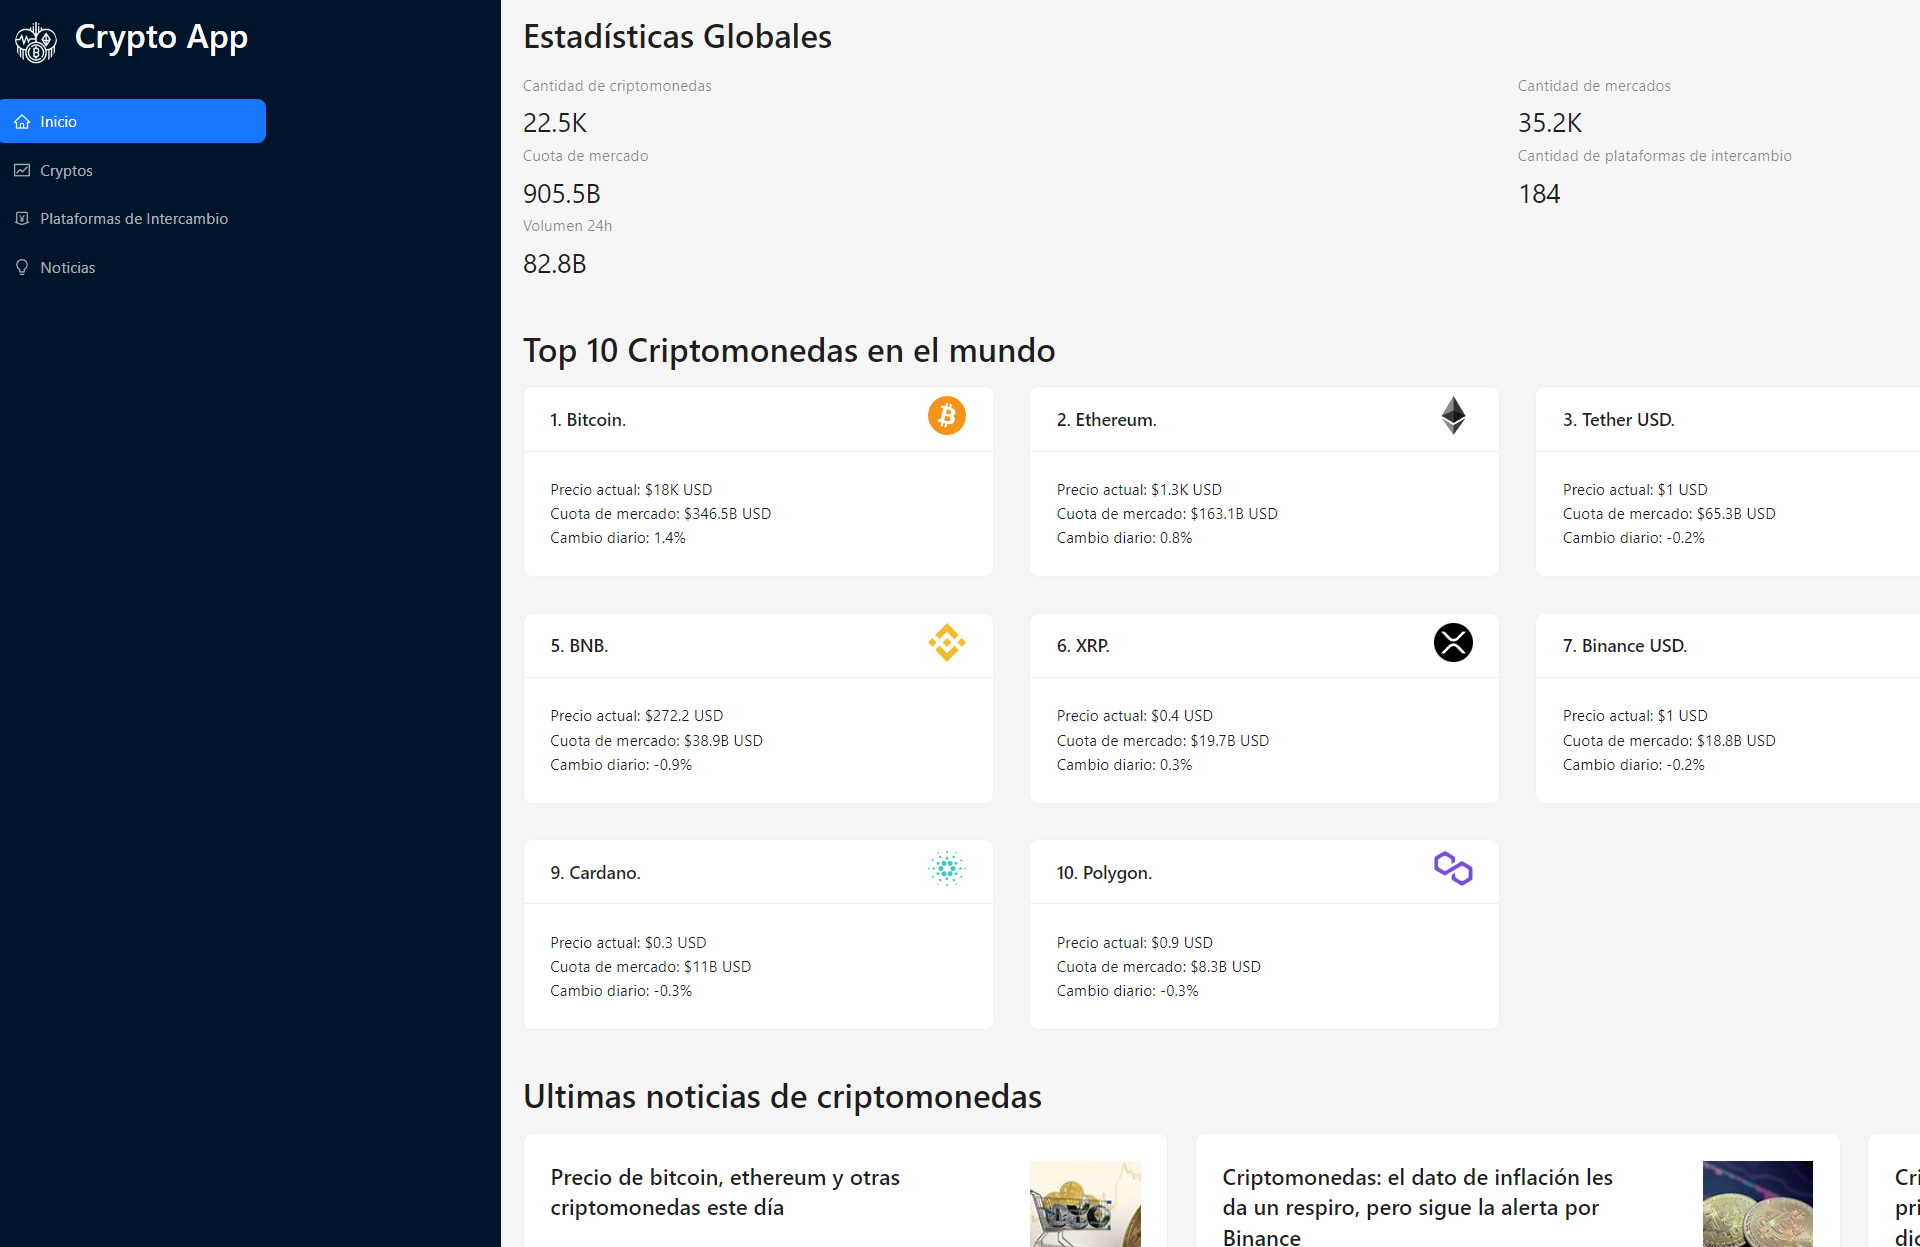 Crypto App
Inicio
Cryptos
Plataformas de Intercambio
Noticias
Estadísticas Globales
Cantidad de criptomonedas
22.5K
Cantidad de mercados
35.2K
Cuota de mercado
905.5B
Cantidad de plataformas de intercambio
184
Volumen 24h
82.8B
Top 10 Criptomonedas en el mundo
1. Bitcoin.
Precio actual: $18K USD
Cuota de mercado: $346.5B USD
Cambio diario: 1.4%
2. Ethereum.
Precio actual: $1.3K USD
Cuota de mercado: $163.1B USD
Cambio diario: 0.8%
3. Tether USD.
Precio actual: $1 USD
Cuota de mercado: $65.3B USD
Cambio diario: -0.2%
5. BNB.
Precio actual: $272.2 USD
Cuota de mercado: $38.9B USD
Cambio diario: -0.9%
6. XRP.
Precio actual: $0.4 USD
Cuota de mercado: $19.7B USD
Cambio diario: 0.3%
7. Binance USD.
Precio actual: $1 USD
Cuota de mercado: $18.8B USD
Cambio diario: -0.2%
9. Cardano.
Precio actual: $0.3 USD
Cuota de mercado: $11B USD
Cambio diario: -0.3%
10. Polygon.
Precio actual: $0.9 USD
Cuota de mercado: $8.3B USD
Cambio diario: -0.3%
Ultimas noticias de criptomonedas
Precio de bitcoin, ethereum y otras
criptomonedas este día
Criptomonedas: el dato de inflación les
da un respiro, pero sigue la alerta por
Binance